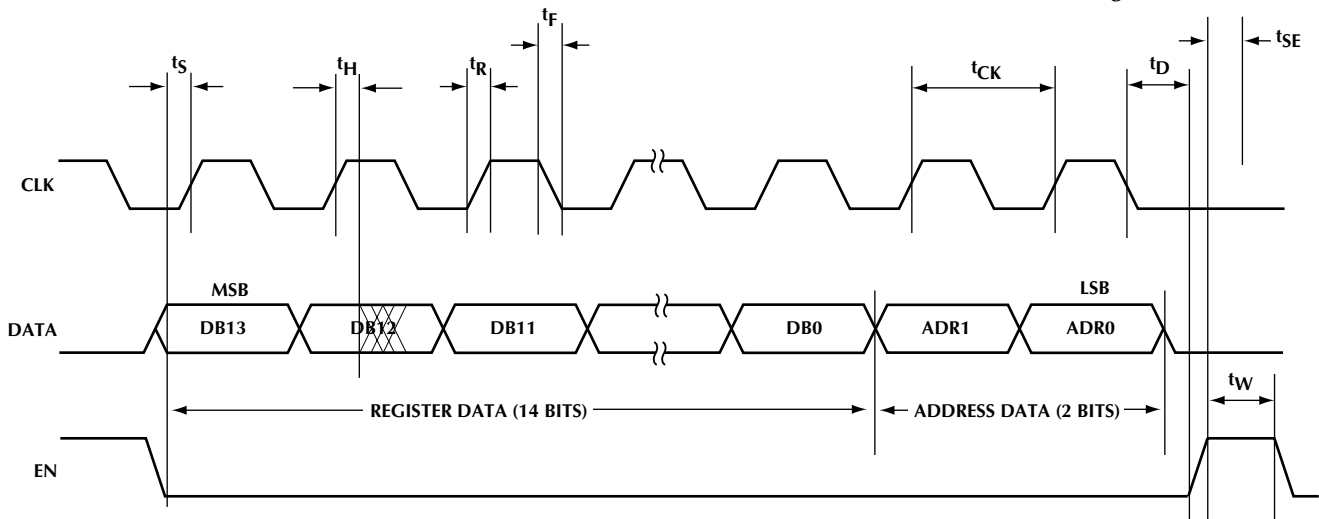 tF
tSE
tS
tH
tR
tCK
tD
CLK
MSB
LSB
DATA
DB13
DB12
DB11
DB0
ADR1
ADR0
tW
REGISTER DATA (14 BITS)
ADDRESS DATA (2 BITS)
EN